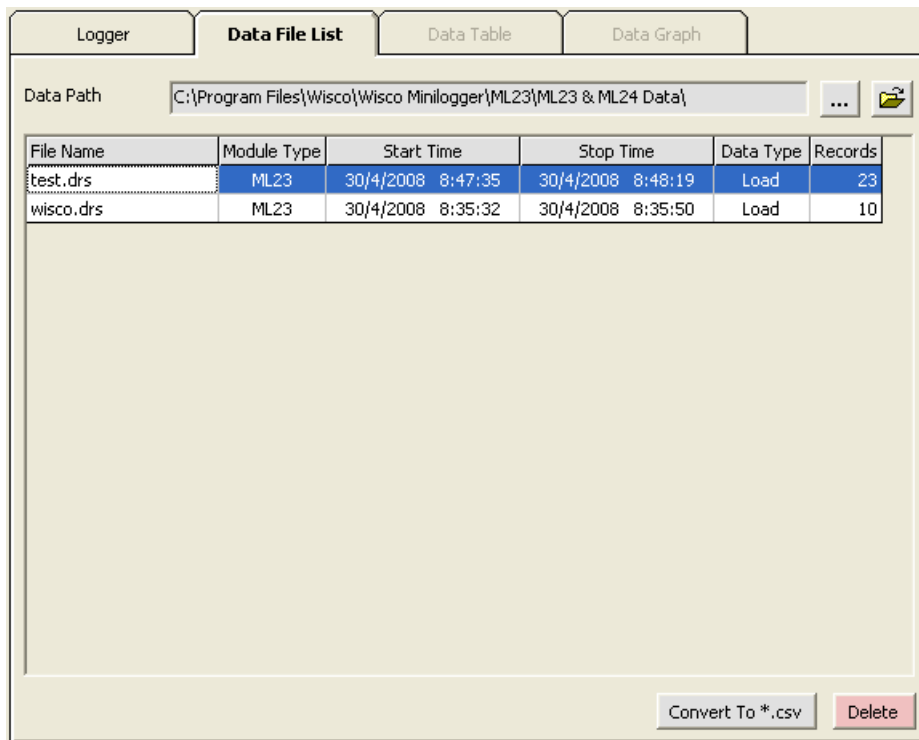 Logger Data File List Data Table Data Graph
Data Path C:\Program Files\Wisco\Wisco Minilogger\ML23\ML23 & ML24 Data\ ...
File Name Module Type Start Time Stop Time Data Type Records
test.drs ML23 30/4/2008 8:47:35 30/4/2008 8:48:19 Load 23
wisco.drs ML23 30/4/2008 8:35:32 30/4/2008 8:35:50 Load 10
Convert To *.csv Delete